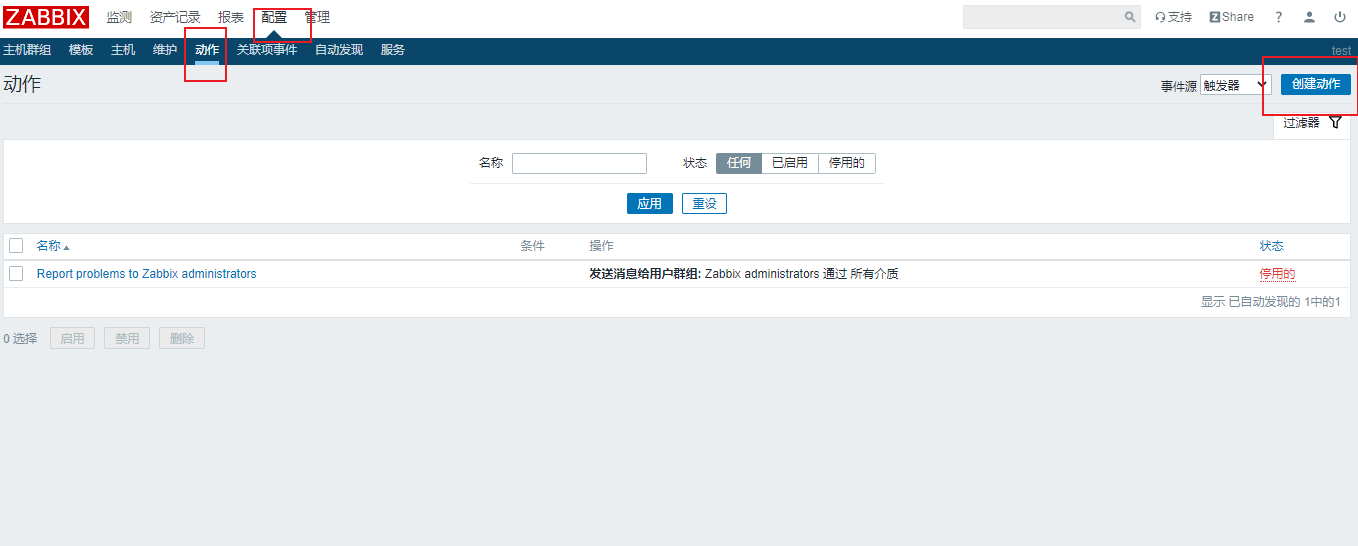 ZABBIX 监测 资产记录 报表 配置 管理 支持 Z Share ?
主机群组 模板 主机 维护 动作 关联项事件 自动发现 服务 test
动作 事件源 触发器 创建动作
过滤器
名称 状态 任何 已启用 停用的
应用 重设
名称 条件 操作 状态
Report problems to Zabbix administrators 发送消息给用户群组: Zabbix administrators 通过 所有介质 停用的
显示 已自动发现的 1中的1
0 选择 启用 禁用 删除